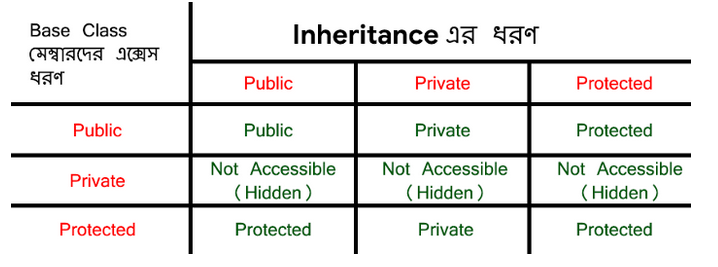 Base Class
মেম্বারদের এক্সেস
ধরণ
Inheritance এর ধরণ
Public Private Protected
Public Public Private Protected
Private Not Accessible (Hidden) Not Accessible (Hidden) Not Accessible (Hidden)
Protected Protected Private Protected